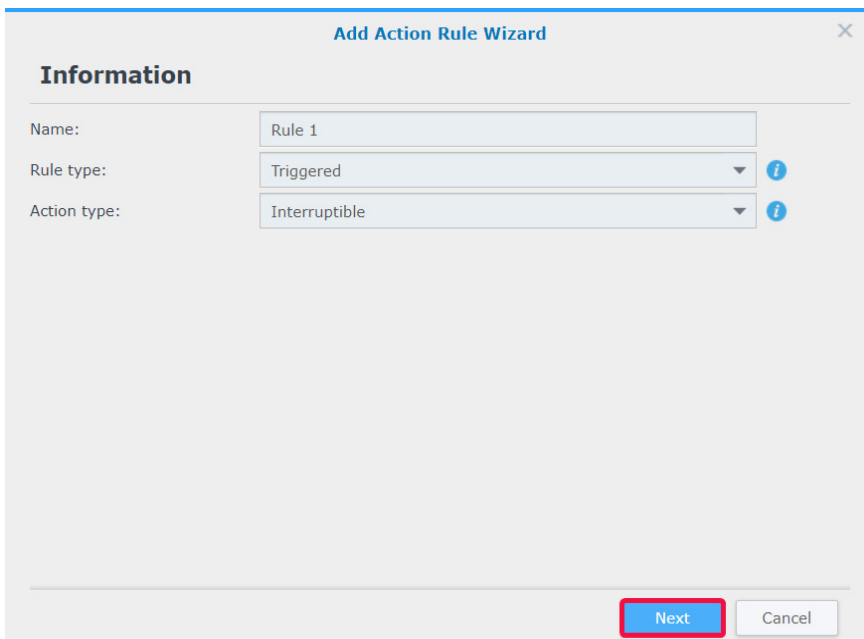 Add Action Rule Wizard
Information
Name: Rule 1
Rule type: Triggered
Action type: Interruptible
Next Cancel